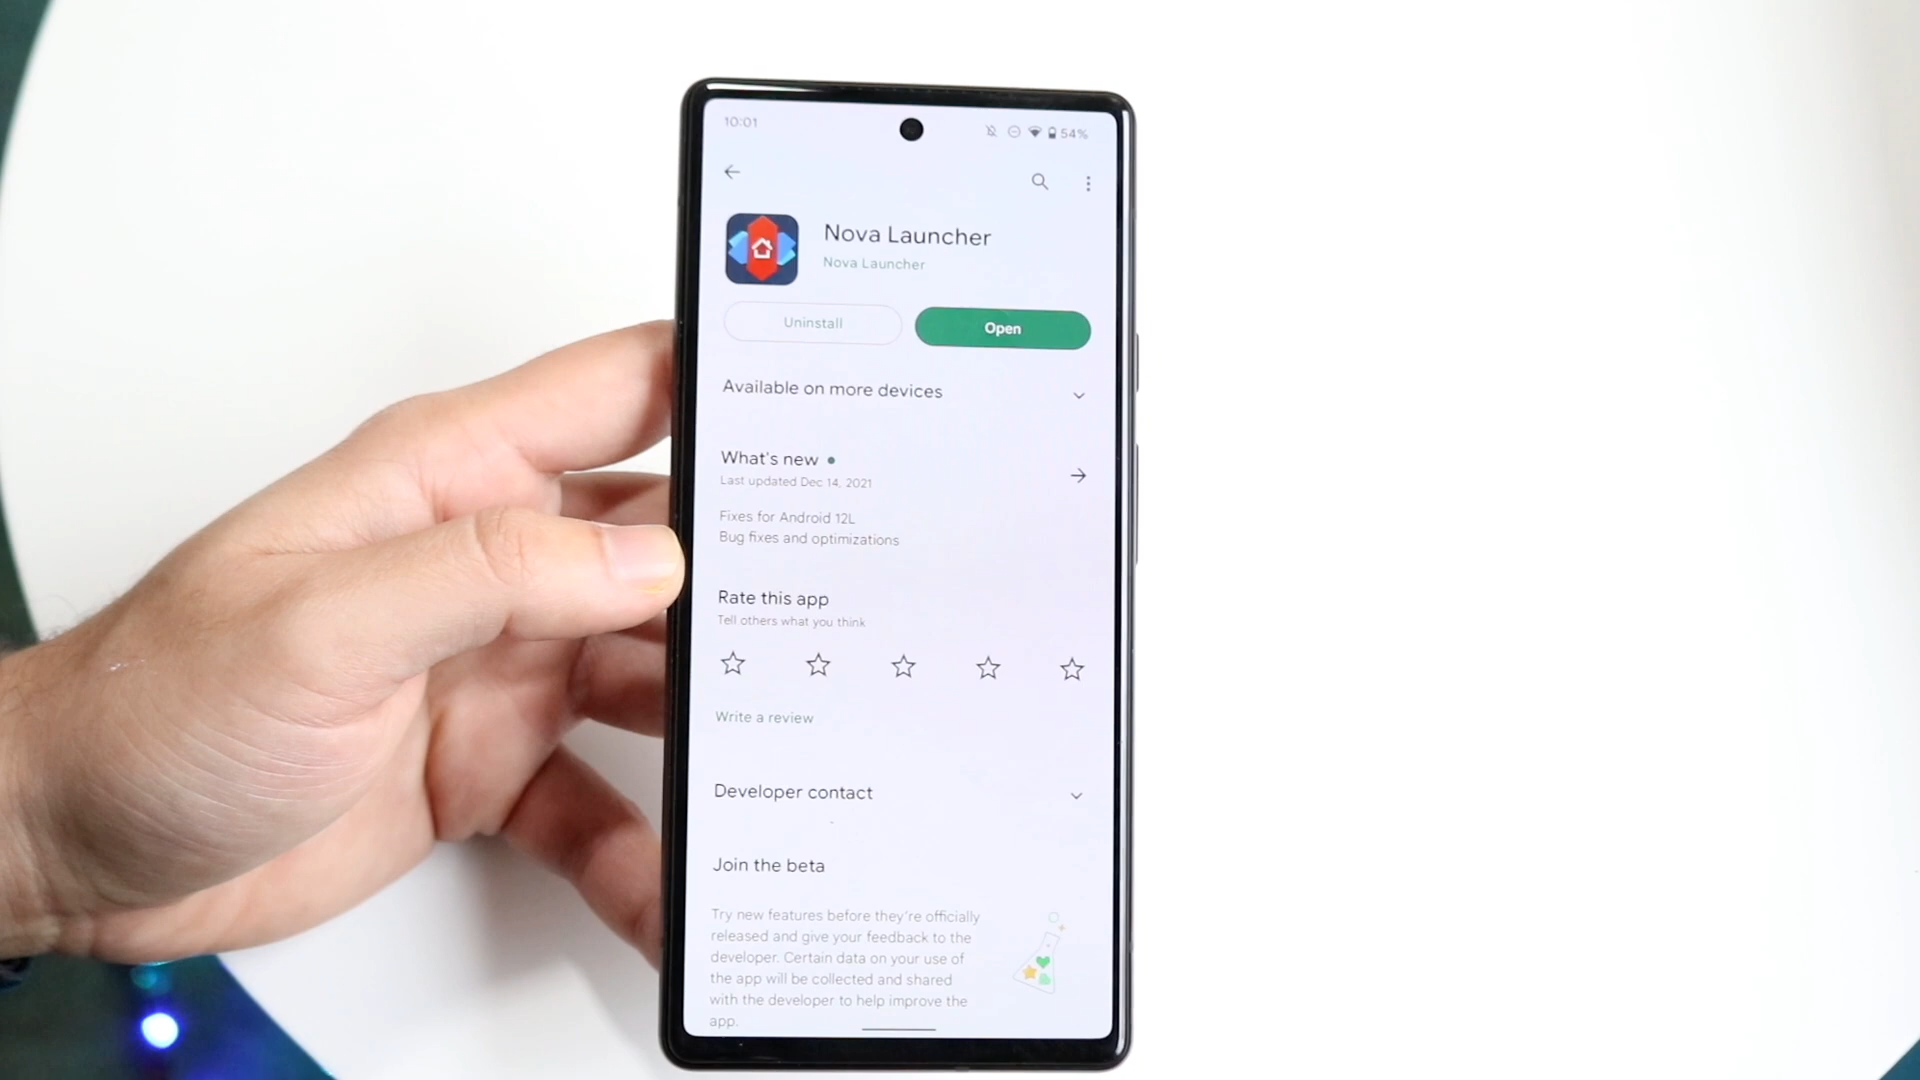 10:01
54%
Nova Launcher
Nova Launcher
Uninstall
Open
Available on more devices
What's new
Last updated Dec 14, 2021
Fixes for Android 12L
Bug fixes and optimizations
Rate this app
Tell others what you think
Write a review
Developer contact
Join the beta
Try new features before they're officially
released and give your feedback to the
developer. Certain data on your use of
the app will be collected and shared
with the developer to help improve the
app.